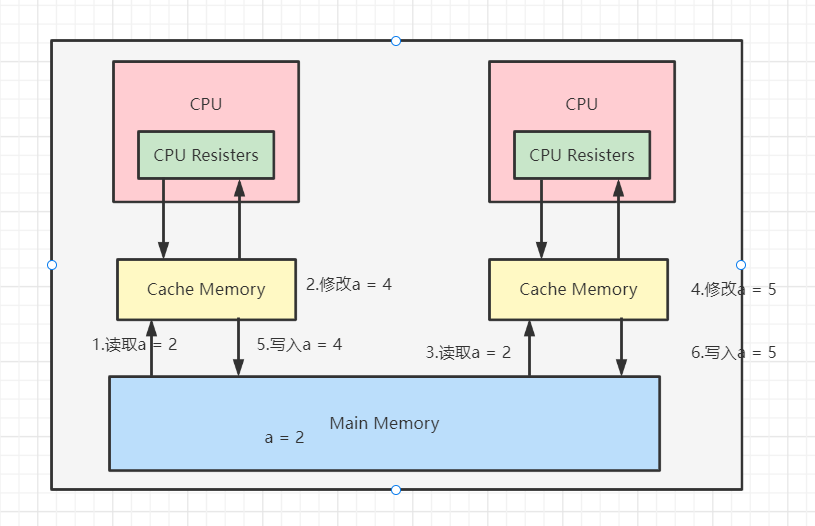 CPU
CPU
CPU Resisters
CPU Resisters
Cache Memory
2.修改a = 4
Cache Memory
4.修改a = 5
1.读取a = 2
5.写入a = 4
3.读取a = 2
6.写入a = 5
Main Memory
a = 2